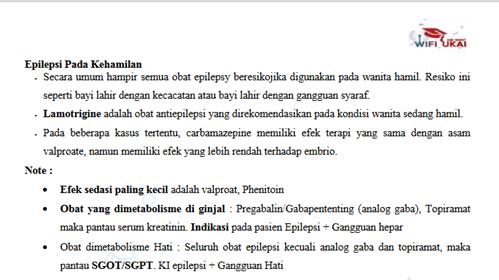 WIFI UKAI
Epilepsi Pada Kehamilan
Secara umum hampir semua obat epilepsy beresikojika digunakan pada wanita hamil. Resiko ini
seperti bayi lahir dengan kecacatan atau bayi lahir dengan gangguan syaraf.
Lamotrigine adalah obat antiepilepsi yang direkomendasikan pada kondisi wanita sedang hamil.
Pada beberapa kasus tertentu, carbamazepine memiliki efek terapi yang sama dengan asam
valproate, namun memiliki efek yang lebih rendah terhadap embrio.
Note :
Efek sedasi paling kecil adalah valproat, Phenitoin
Obat yang dimetabolisme di ginjal : Pregabalin/Gabapententing (analog gaba), Topiramat
maka pantau serum kreatinin. Indikasi pada pasien Epilepsi + Gangguan hepar
Obat dimetabolisme Hati : Seluruh obat epilepsi kecuali analog gaba dan topiramat, maka
pantau SGOT/SGPT. KI epilepsi + Gangguan Hati